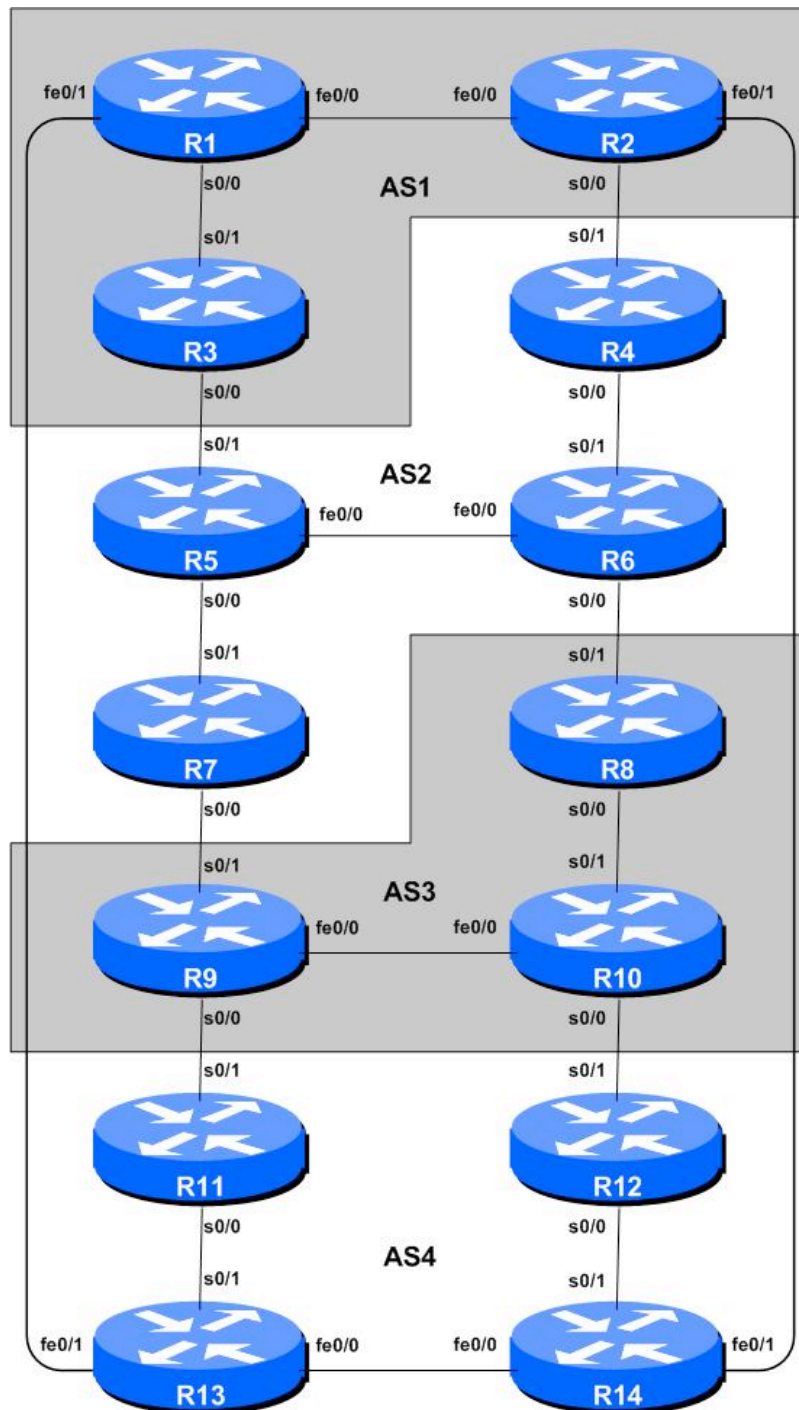 fe0/1 fe0/0 fe0/0 fe0/1
R1 R2
s0/0 AS1 s0/0
s0/1 s0/1
R3 R4
s0/0 s0/0
s0/1 AS2 s0/1
fe0/0 fe0/0
R5 R6
s0/0 s0/0
s0/1 s0/1
R7 R8
s0/0 s0/0
s0/1 AS3 s0/1
fe0/0 fe0/0
R9 R10
s0/0 s0/0
s0/1 s0/1
R11 R12
s0/0 s0/0
AS4
s0/1 s0/1
fe0/1 fe0/0 fe0/0 fe0/1
R13 R14